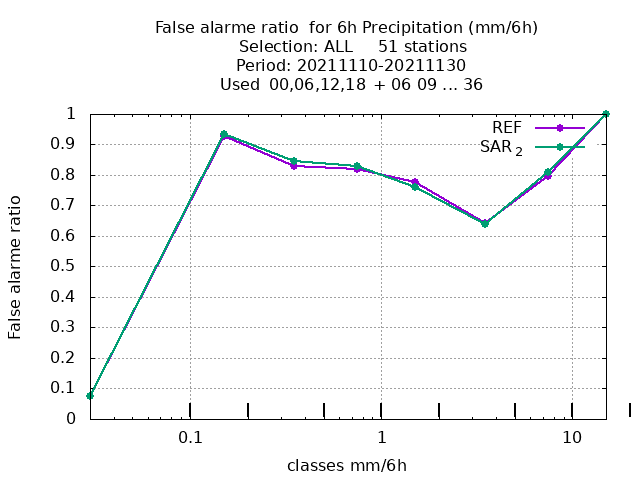 False alarme ratio  for 6h Precipitation (mm/6h)
Selection: ALL     51 stations
Period: 20211110-20211130
Used  00,06,12,18  + 06 09 ... 36
REF
SAR 2
1
0.9
0.8
0.7
0.6
0.5
0.4
0.3
0.2
0.1
0
False alarme ratio
0.1 1 10
classes mm/6h